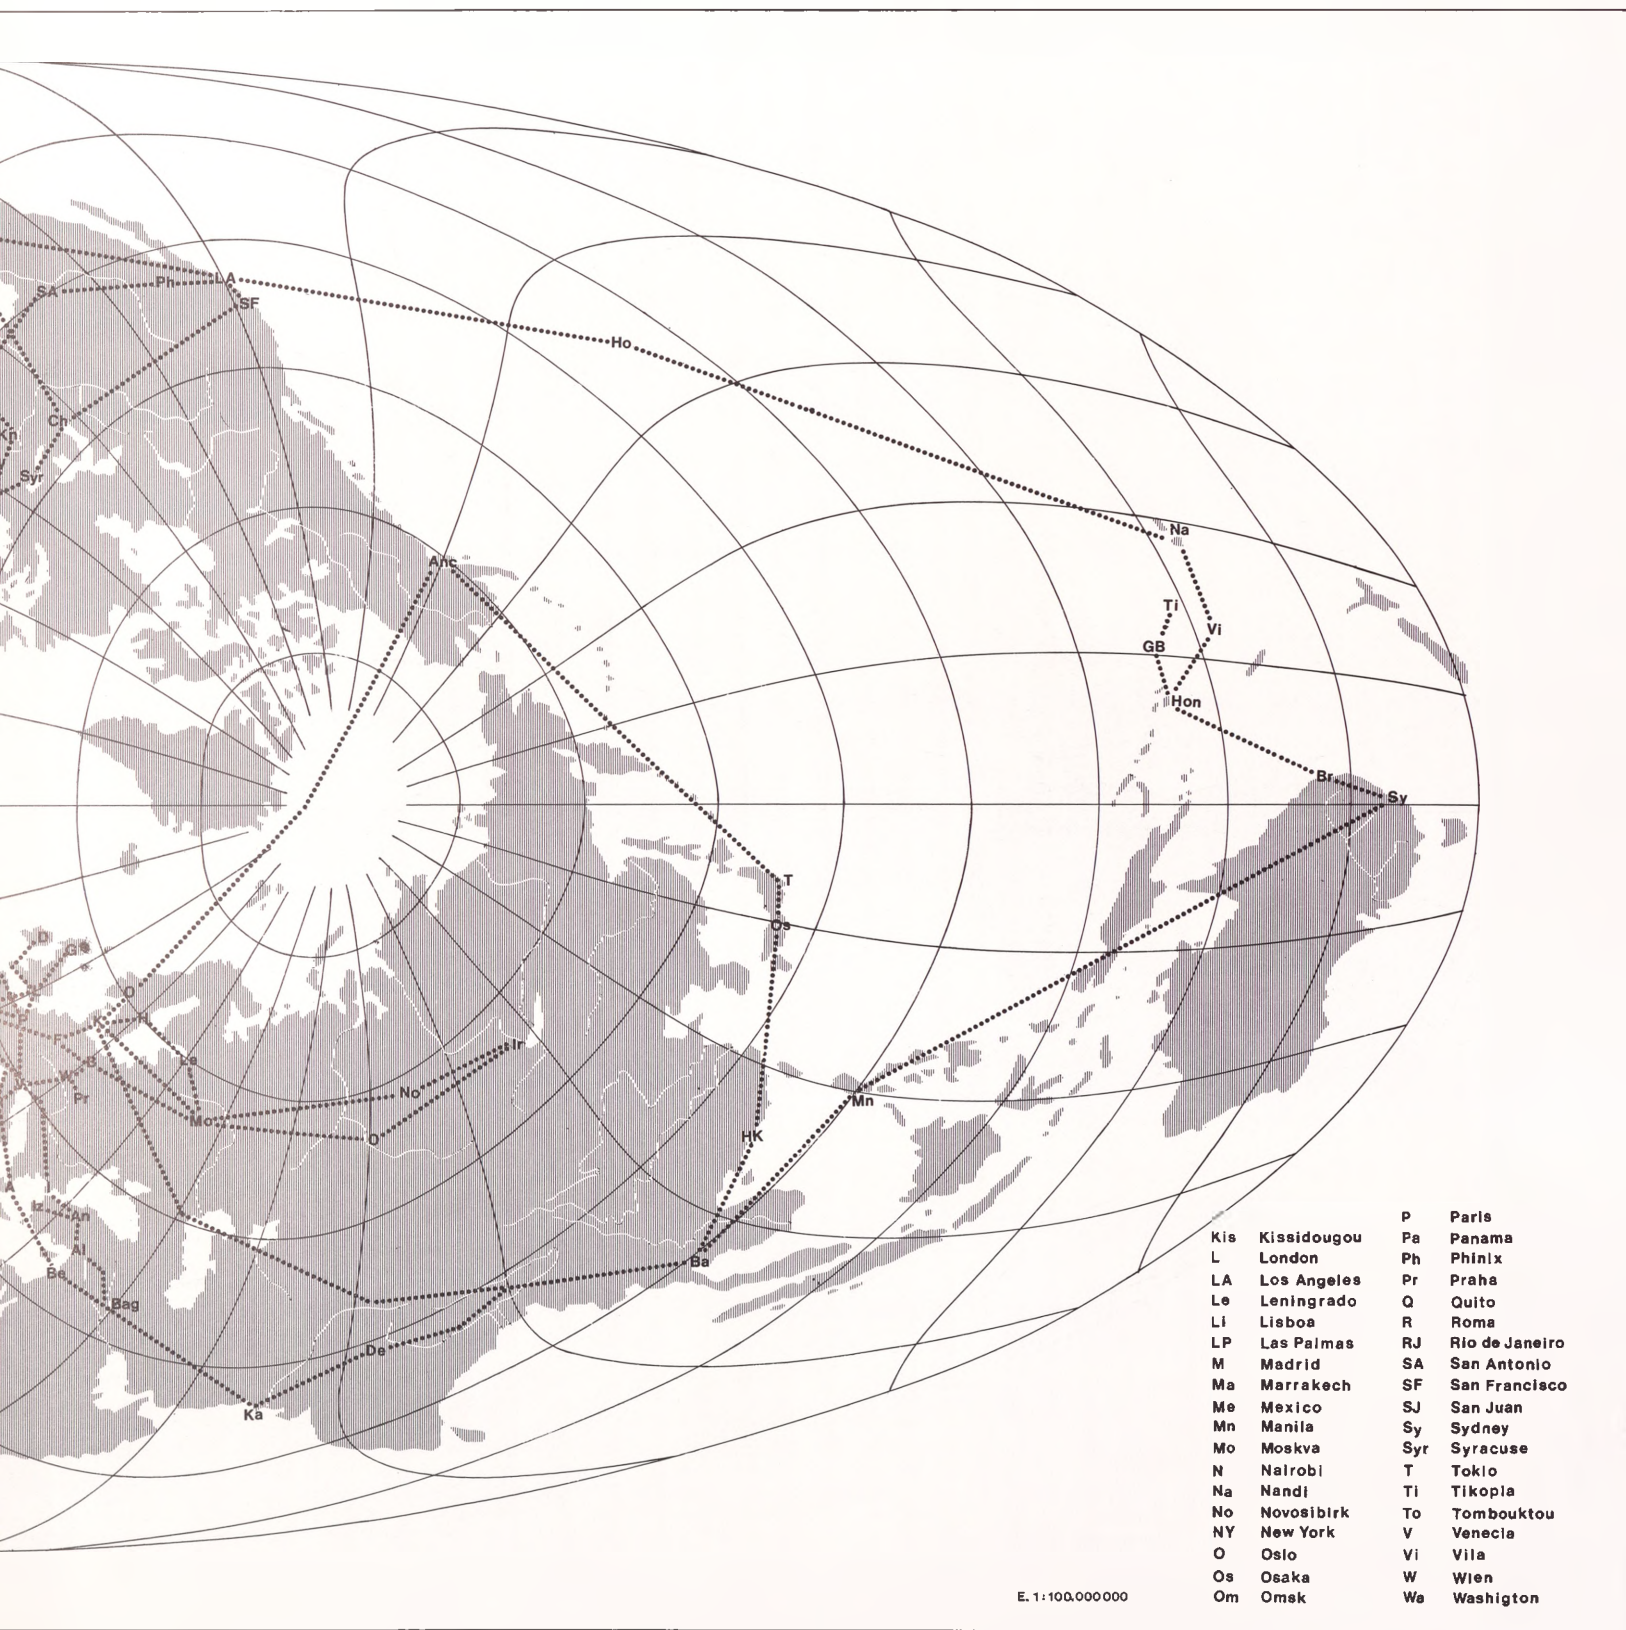 LA
SA
Ph
SF
Ho
Ch
Kn
Syr
Na
Anc
Ti
Vi
GB
Hon
Br
Sy
T
Os
D
G
O
P
K
H
F
Le
B
Ir
No
Pr
Mo
O
Mn
HK
A
I
Iz
An
Al
Be
Ba
Bag
De
Ka
P Paris
Kis Kissidougou Pa Panama
L London Ph Phinix
LA Los Angeles Pr Praha
Le Leningrado Q Quito
Li Lisboa R Roma
LP Las Palmas RJ Rio de Janeiro
M Madrid SA San Antonio
Ma Marrakech SF San Francisco
Me Mexico SJ San Juan
Mn Manila Sy Sydney
Mo Moskva Syr Syracuse
N Nairobi T Tokio
Na Nandi Ti Tikopia
No Novosibirk To Tombouktou
NY New York V Venecia
O Oslo Vi Vila
Os Osaka W Wien
Om Omsk Wa Washigton
E. 1:100.000000